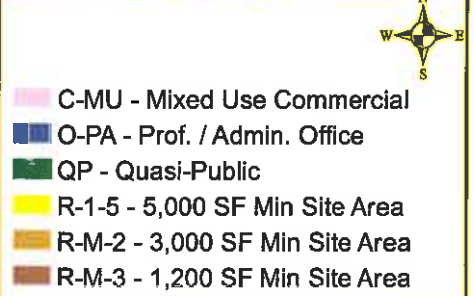 W E
S
C-MU - Mixed Use Commercial
O-PA - Prof. / Admin. Office
QP - Quasi-Public
R-1-5 - 5,000 SF Min Site Area
R-M-2 - 3,000 SF Min Site Area
R-M-3 - 1,200 SF Min Site Area